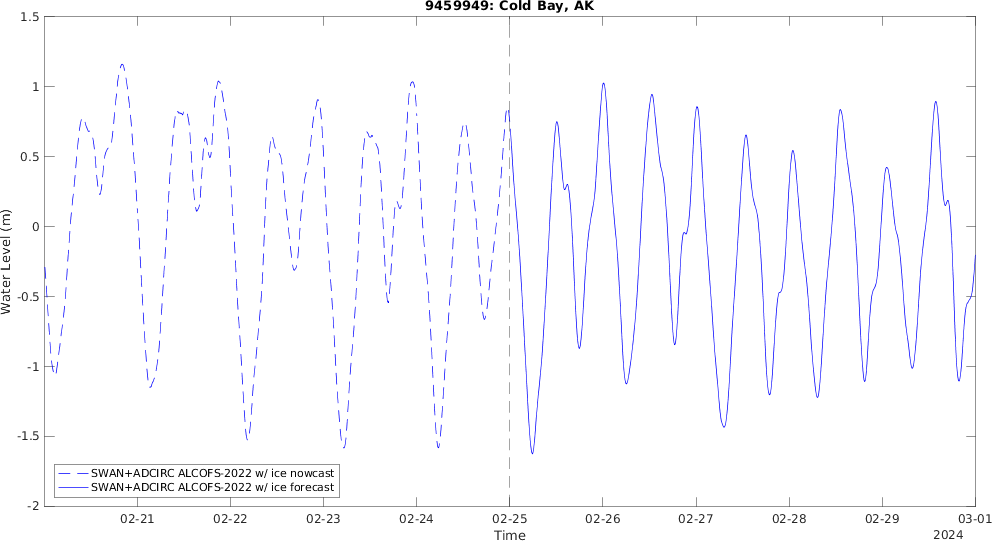 9459949: Cold Bay, AK
1.5
1
0.5
0
-0.5
-1
-1.5
-2
Water Level (m)
SWAN+ADCIRC ALCOFS-2022 w/ ice nowcast
SWAN+ADCIRC ALCOFS-2022 w/ ice forecast
02-21 02-22 02-23 02-24 02-25 02-26 02-27 02-28 02-29 03-01
Time
2024